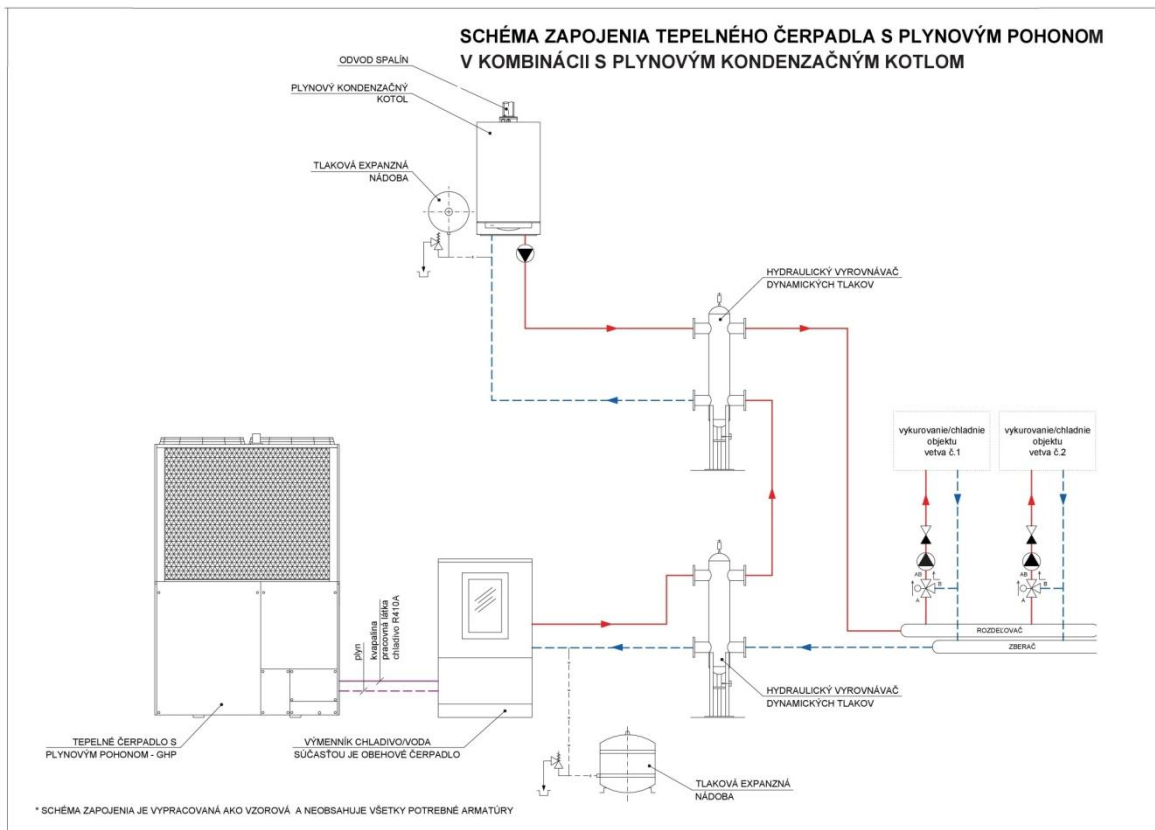 SCHÉMA ZAPOJENIA TEPELNÉHO ČERPADLA S PLYNOVÝM POHONOM
V KOMBINÁCII S PLYNOVÝM KONDENZAČNÝM KOTLOM
ODVOD SPALÍN
PLYNOVÝ KONDENZAČNÝ
KOTOL
TLAKOVÁ EXPANZNÁ
NÁDOBA
HYDRAULICKÝ VYROVNÁVAČ
DYNAMICKÝCH TLAKOV
vykurovanie/chladnie
objektu
vetva č.1
vykurovanie/chladnie
objektu
vetva č.2
AB
B
A
AB
B
A
ROZDEĽOVAČ
ZBERAČ
plyn
kvapalina
pracovná látka
chladivo R410A
HYDRAULICKÝ VYROVNÁVAČ
DYNAMICKÝCH TLAKOV
TEPELNÉ ČERPADLO S
PLYNOVÝM POHONOM - GHP
VÝMENNÍK CHLADIVO/VODA
SÚČASŤOU JE OBEHOVÉ ČERPADLO
TLAKOVÁ EXPANZNÁ
NÁDOBA
* SCHÉMA ZAPOJENIA JE VYPRACOVANÁ AKO VZOROVÁ A NEOBSAHUJE VŠETKY POTREBNÉ ARMATÚRY